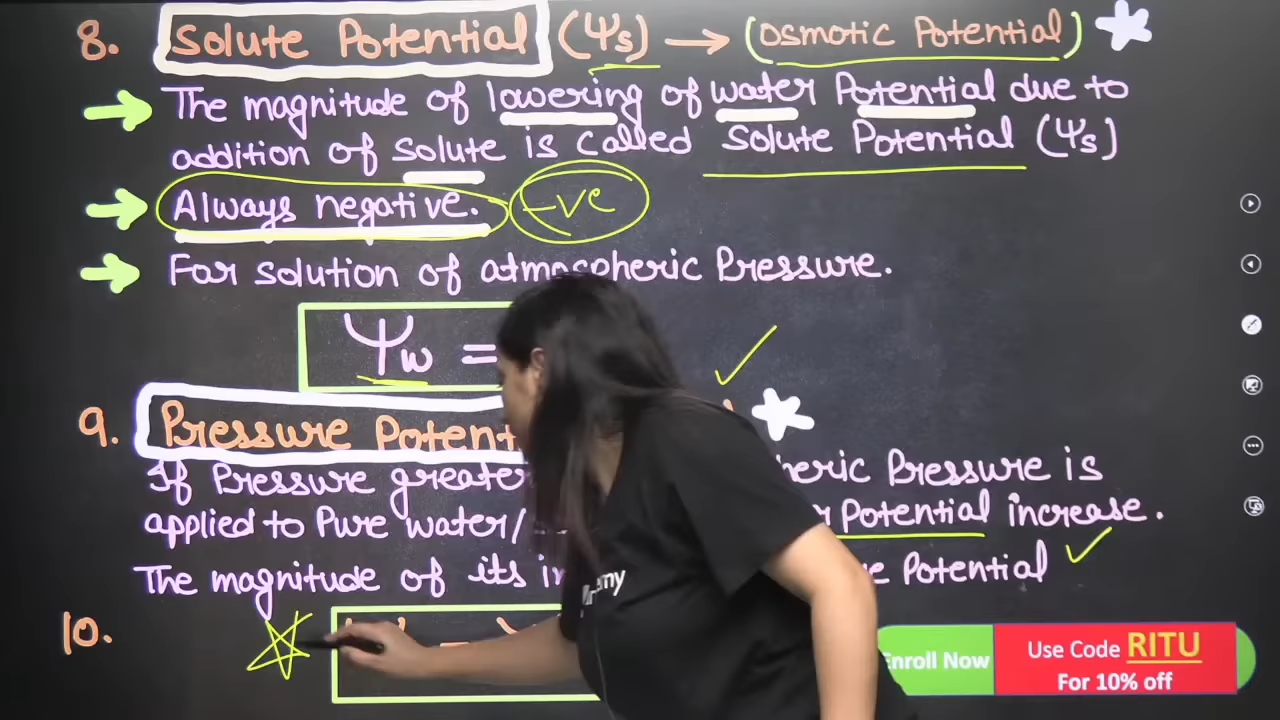 8. Solute Potential (Ψs) → (Osmotic Potential)
The magnitude of lowering of water Potential due to
addition of solute is called Solute Potential (Ψs)
Always negative. -ve
For solution of atmospheric Pressure.
Ψw =
9. Pressure Potent
If Pressure greater heric Pressure is
applied to Pure water/ Potential increase.
The magnitude of its in Potential
10.
Enroll Now
Use Code RITU
For 10% off